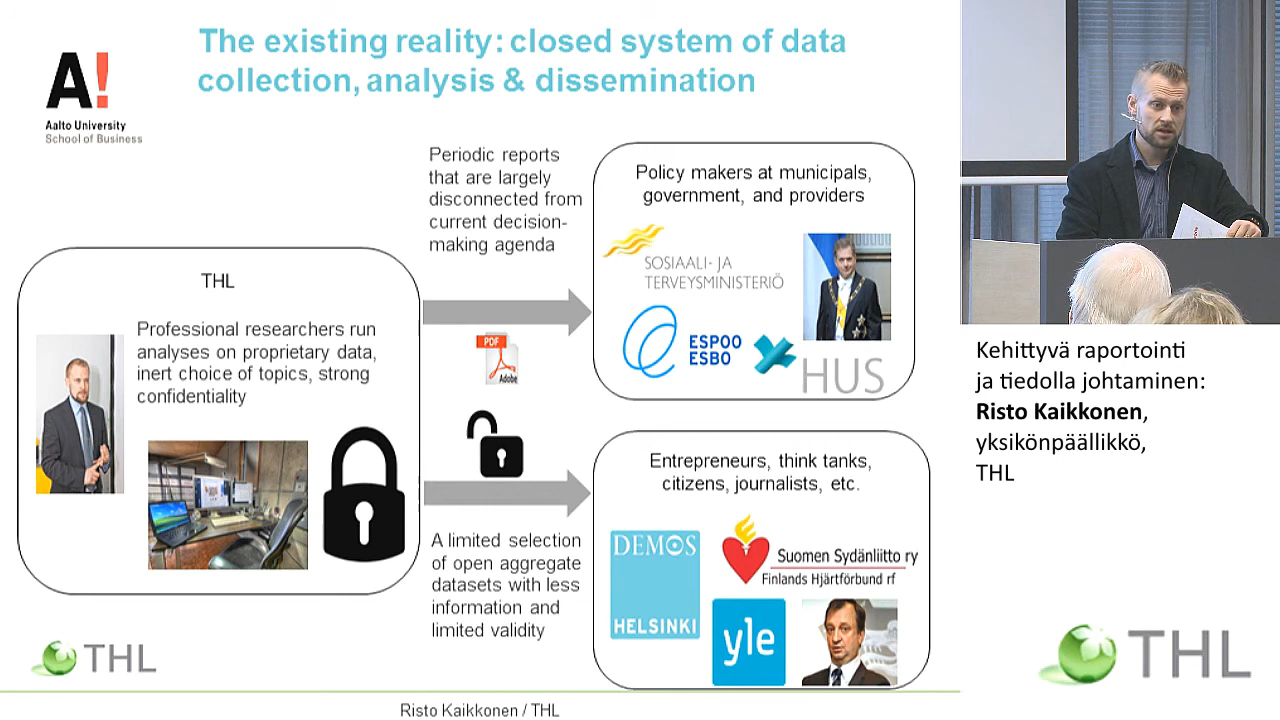 The existing reality: closed system of data
collection, analysis & dissemination
A!
Aalto University
School of Business
Periodic reports
that are largely
disconnected from
current decision-
making agenda
Policy makers at municipals,
government, and providers
SOSIAALI- JA
TERVEYSMINISTERIÖ
ESPOO
ESBO
HUS
THL
Professional researchers run
analyses on proprietary data,
inert choice of topics, strong
confidentiality
PDF
Adobe
Entrepreneurs, think tanks,
citizens, journalists, etc.
DEMOS
HELSINKI
Suomen Sydänliitto ry
Finlands Hjärtförbund rf
yle
A limited selection
of open aggregate
datasets with less
information and
limited validity
THL
Risto Kaikkonen / THL
Kehittyvä raportointi
ja tiedolla johtaminen:
Risto Kaikkonen,
yksikönpäällikkö,
THL
THL